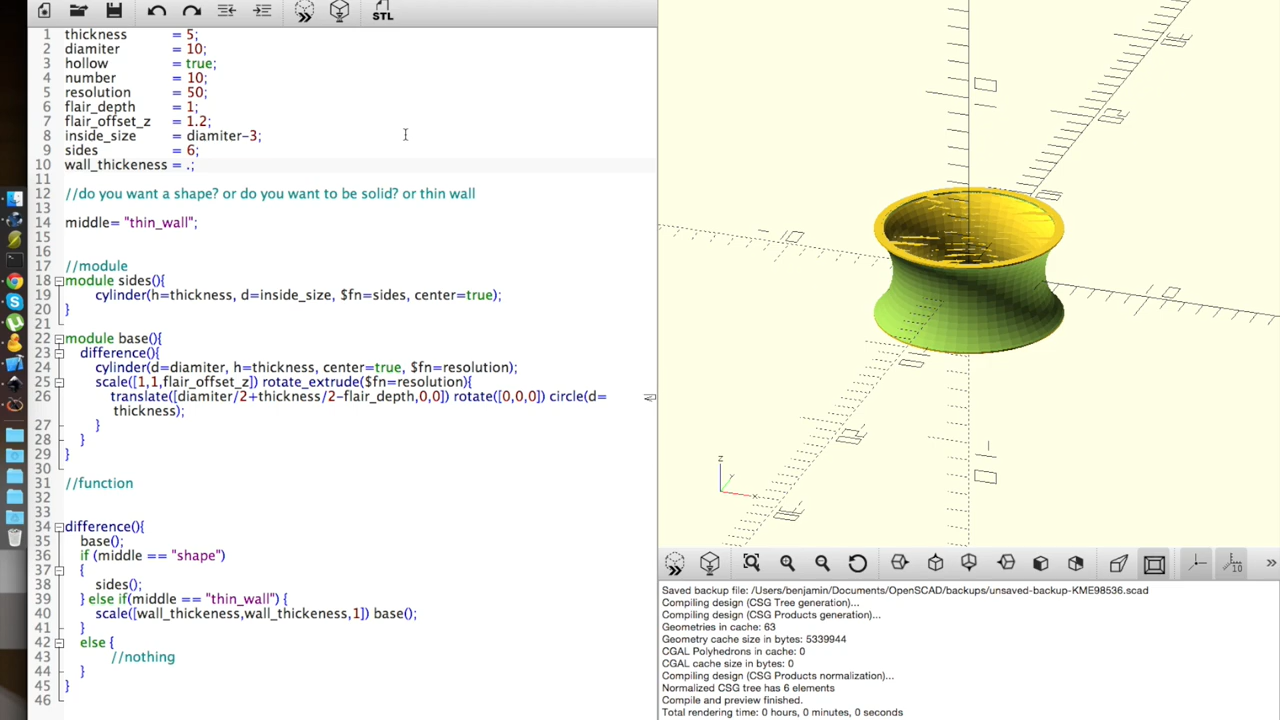 STL
1 thickness = 5;
2 diamiter = 10;
3 hollow = true;
4 number = 10;
5 resolution = 50;
6 flair_depth = 1;
7 flair_offset_z = 1.2;
8 inside_size = diamiter-3;
9 sides = 6;
10 wall_thickeness = .;
11
12 //do you want a shape? or do you want to be solid? or thin wall
13
14 middle= "thin_wall";
15
16
17 //module
18 module sides(){
19 cylinder(h=thickness, d=inside_size, $fn=sides, center=true);
20 }
21
22 module base(){
23 difference(){
24 cylinder(d=diamiter, h=thickness, center=true, $fn=resolution);
25 scale([1,1,flair_offset_z]) rotate_extrude($fn=resolution){
26 translate([diamiter/2+thickness/2-flair_depth,0,0]) rotate([0,0,0]) circle(d=
thickness);
27 }
28 }
29 }
30
31 //function
32
33
34 difference(){
35 base();
36 if (middle == "shape")
37 {
38 sides();
39 } else if(middle == "thin_wall") {
40 scale([wall_thickeness,wall_thickeness,1]) base();
41 }
42 else {
43 //nothing
44 }
45 }
46
z
y
x
10
Saved backup file: /Users/benjamin/Documents/OpenSCAD/backups/unsaved-backup-KME98536.scad
Compiling design (CSG Tree generation)...
Compiling design (CSG Products generation)...
Geometries in cache: 63
Geometry cache size in bytes: 5339944
CGAL Polyhedrons in cache: 0
CGAL cache size in bytes: 0
Compiling design (CSG Products normalization)...
Normalized CSG tree has 6 elements
Compile and preview finished.
Total rendering time: 0 hours, 0 minutes, 0 seconds